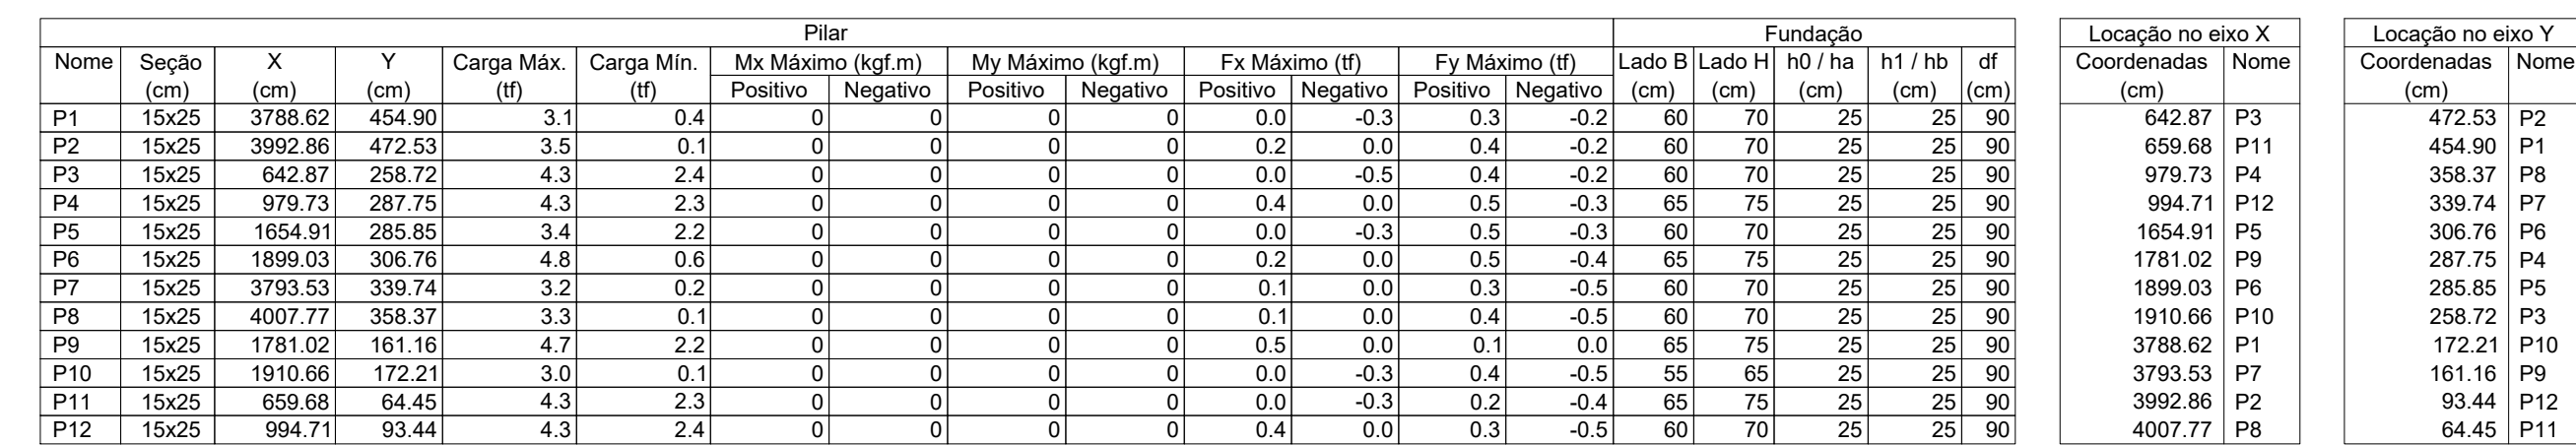 Pilar Fundação Locação no eixo X Locação no eixo Y
Nome Seção X Y Carga Máx. Carga Mín. Mx Máximo (kgf.m) My Máximo (kgf.m) Fx Máximo (tf) Fy Máximo (tf) Lado B Lado H h0 / ha h1 / hb df Coordenadas Nome Coordenadas Nome
(cm) (cm) (cm) (tf) (tf) Positivo Negativo Positivo Negativo Positivo Negativo Positivo Negativo (cm) (cm) (cm) (cm) (cm) (cm) (cm)
P1 15x25 3788.62 454.90 3.1 0.4 0 0 0 0 0.0 -0.3 0.3 -0.2 60 70 25 25 90 642.87 P3 472.53 P2
P2 15x25 3992.86 472.53 3.5 0.1 0 0 0 0 0.2 0.0 0.4 -0.2 60 70 25 25 90 659.68 P11 454.90 P1
P3 15x25 642.87 258.72 4.3 2.4 0 0 0 0 0.0 -0.5 0.4 -0.2 60 70 25 25 90 979.73 P4 358.37 P8
P4 15x25 979.73 287.75 4.3 2.3 0 0 0 0 0.4 0.0 0.5 -0.3 65 75 25 25 90 994.71 P12 339.74 P7
P5 15x25 1654.91 285.85 3.4 2.2 0 0 0 0 0.0 -0.3 0.5 -0.3 60 70 25 25 90 1654.91 P5 306.76 P6
P6 15x25 1899.03 306.76 4.8 0.6 0 0 0 0 0.2 0.0 0.5 -0.4 65 75 25 25 90 1781.02 P9 287.75 P4
P7 15x25 3793.53 339.74 3.2 0.2 0 0 0 0 0.1 0.0 0.3 -0.5 60 70 25 25 90 1899.03 P6 285.85 P5
P8 15x25 4007.77 358.37 3.3 0.1 0 0 0 0 0.1 0.0 0.4 -0.5 60 70 25 25 90 1910.66 P10 258.72 P3
P9 15x25 1781.02 161.16 4.7 2.2 0 0 0 0 0.5 0.0 0.1 0.0 65 75 25 25 90 3788.62 P1 172.21 P10
P10 15x25 1910.66 172.21 3.0 0.1 0 0 0 0 0.0 -0.3 0.4 -0.5 55 65 25 25 90 3793.53 P7 161.16 P9
P11 15x25 659.68 64.45 4.3 2.3 0 0 0 0 0.0 -0.3 0.2 -0.4 65 75 25 25 90 3992.86 P2 93.44 P12
P12 15x25 994.71 93.44 4.3 2.4 0 0 0 0 0.4 0.0 0.3 -0.5 60 70 25 25 90 4007.77 P8 64.45 P11